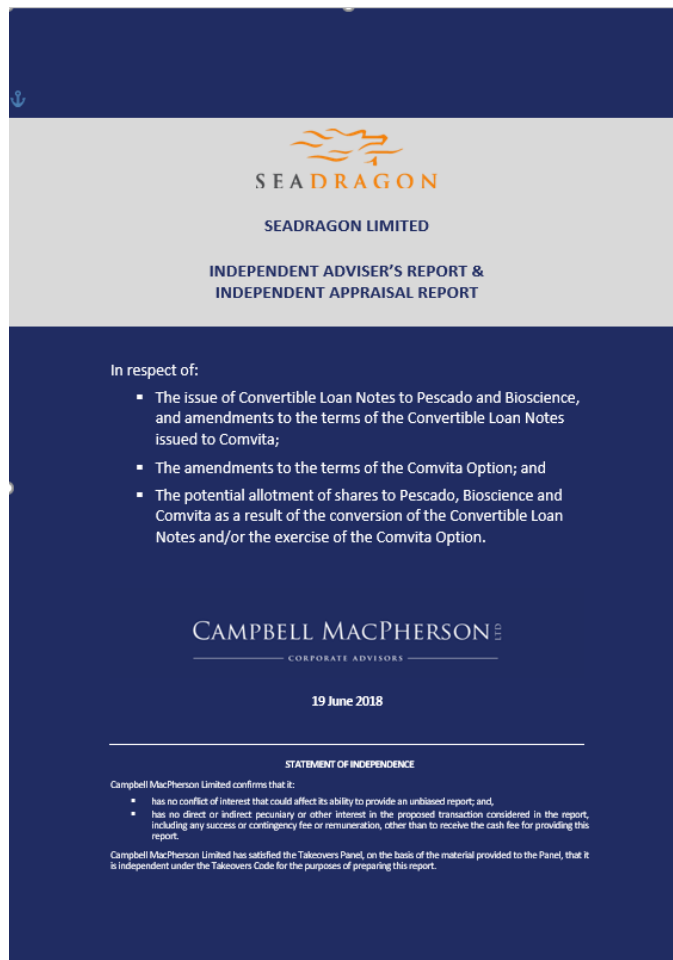 SEADRAGON
SEADRAGON LIMITED
INDEPENDENT ADVISER'S REPORT &
INDEPENDENT APPRAISAL REPORT
In respect of:
▪ The issue of Convertible Loan Notes to Pescado and Bioscience,
and amendments to the terms of the Convertible Loan Notes
issued to Comvita;
▪ The amendments to the terms of the Comvita Option; and
▪ The potential allotment of shares to Pescado, Bioscience and
Comvita as a result of the conversion of the Convertible Loan
Notes and/or the exercise of the Comvita Option.
CAMPBELL MACPHERSON LTD
CORPORATE ADVISORS
19 June 2018
STATEMENT OF INDEPENDENCE
Campbell MacPherson Limited confirms that it:
▪ has no conflict of interest that could affect its ability to provide an unbiased report; and,
▪ has no direct or indirect pecuniary or other interest in the proposed transaction considered in the report,
including any success or contingency fee or remuneration, other than to receive the cash fee for providing this
report.
Campbell MacPherson Limited has satisfied the Takeovers Panel, on the basis of the material provided to the Panel, that it
is independent under the Takeovers Code for the purposes of preparing this report.